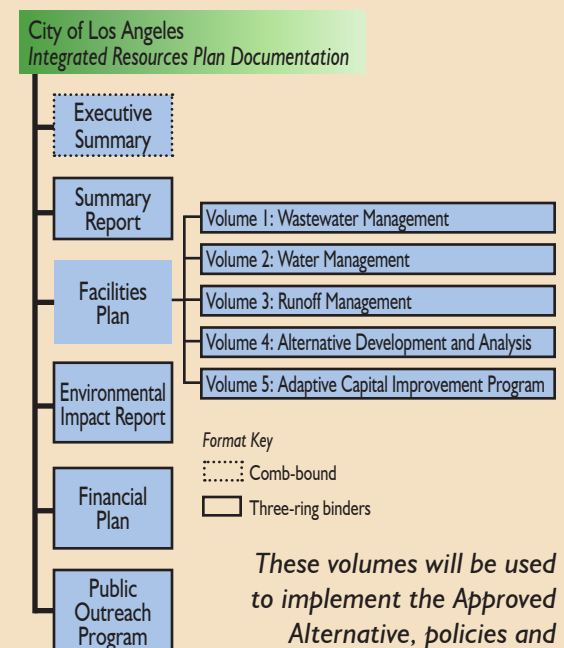 City of Los Angeles
Integrated Resources Plan Documentation
Executive
Summary
Summary
Report
Facilities
Plan
Volume 1: Wastewater Management
Volume 2: Water Management
Volume 3: Runoff Management
Volume 4: Alternative Development and Analysis
Volume 5: Adaptive Capital Improvement Program
Environmental
Impact Report
Financial
Plan
Public
Outreach
Program
Format Key
Comb-bound
Three-ring binders
These volumes will be used
to implement the Approved
Alternative, policies and